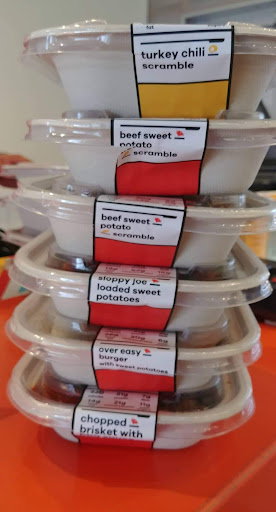 turkey chili
scramble
beef sweet
potato
scramble
beef sweet
potato
scramble
sloppy joe
loaded sweet
potatoes
over easy
burger
with sweet potatoes
21g
chopped
brisket with